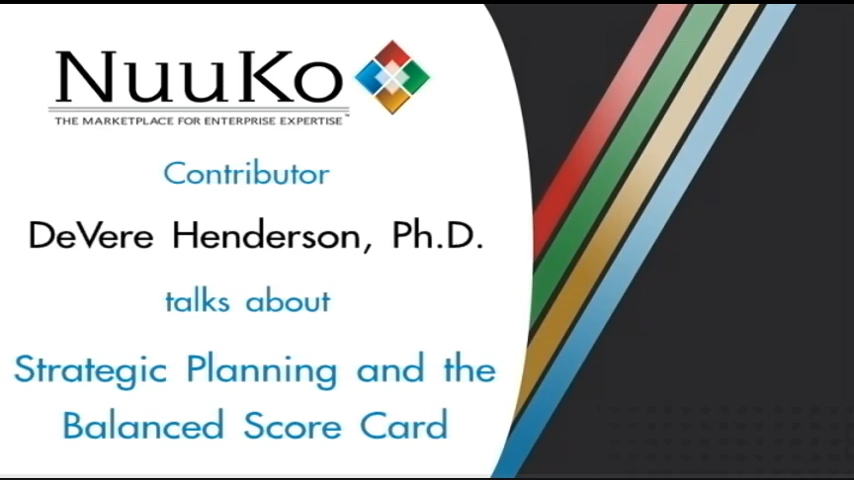 NuuKo
THE MARKETPLACE FOR ENTERPRISE EXPERTISE™
Contributor
DeVere Henderson, Ph.D.
talks about
Strategic Planning and the
Balanced Score Card